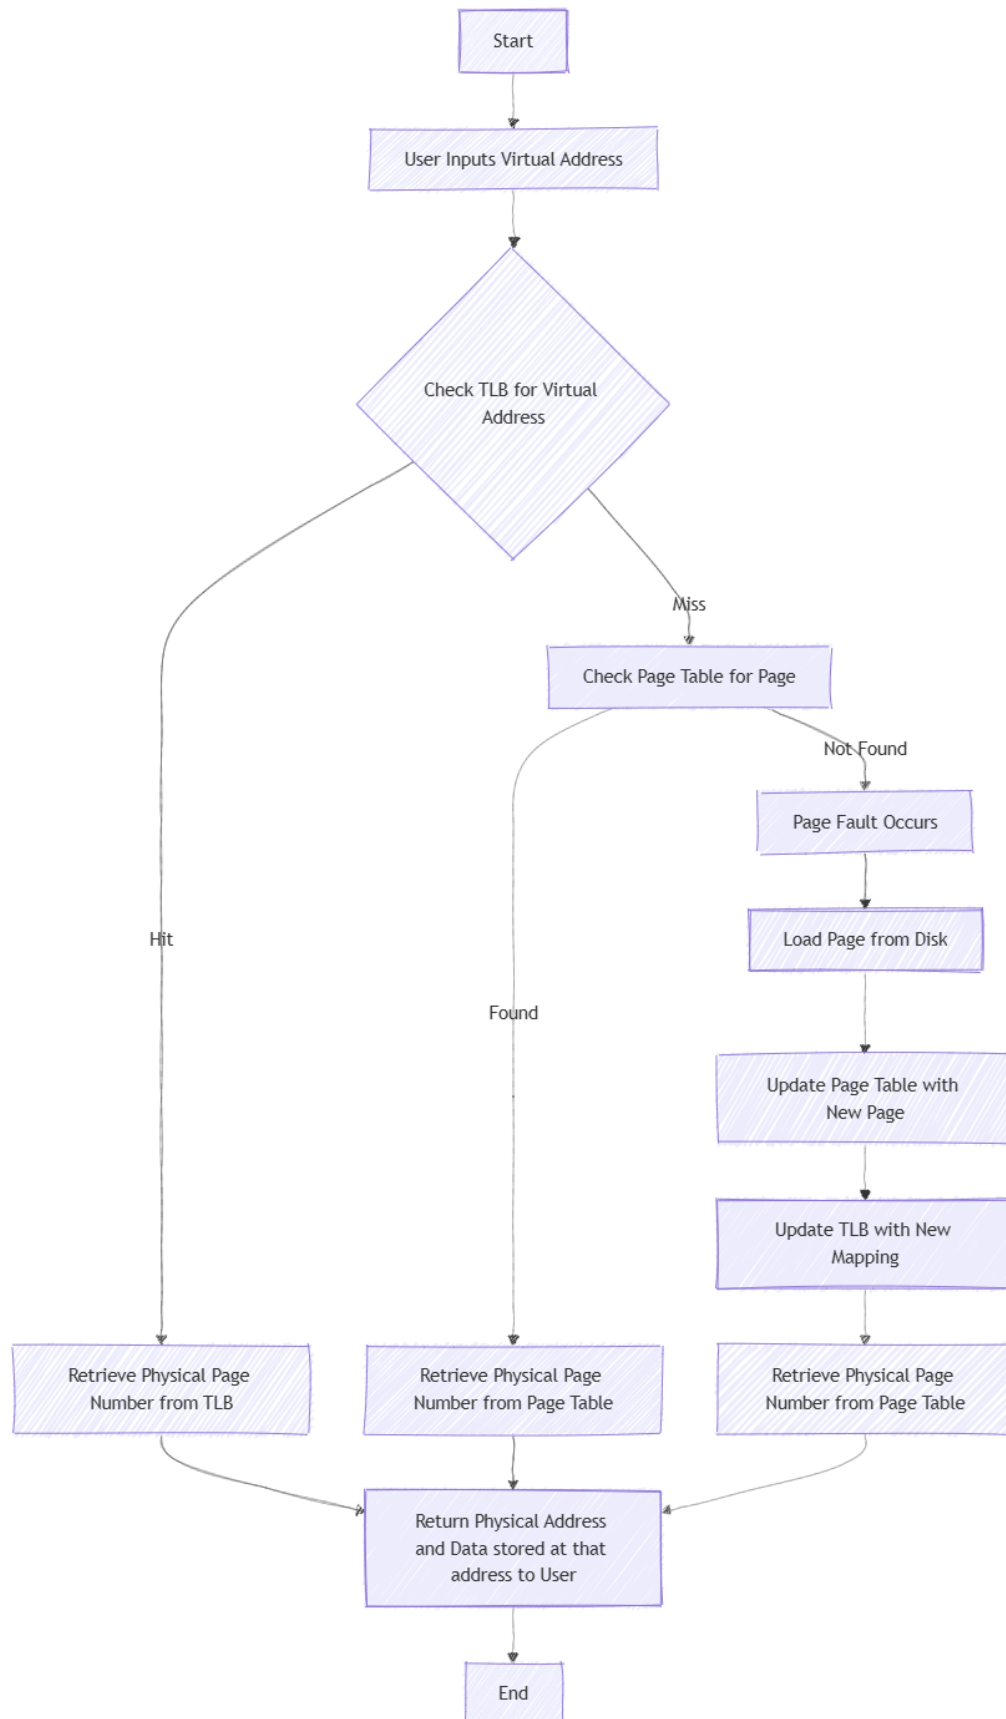 Start
User Inputs Virtual Address
Check TLB for Virtual
Address
Miss
Check Page Table for Page
Not Found
Page Fault Occurs
Hit
Load Page from Disk
Found
Update Page Table with
New Page
Update TLB with New
Mapping
Retrieve Physical Page
Number from TLB
Retrieve Physical Page
Number from Page Table
Retrieve Physical Page
Number from Page Table
Return Physical Address
and Data stored at that
address to User
End